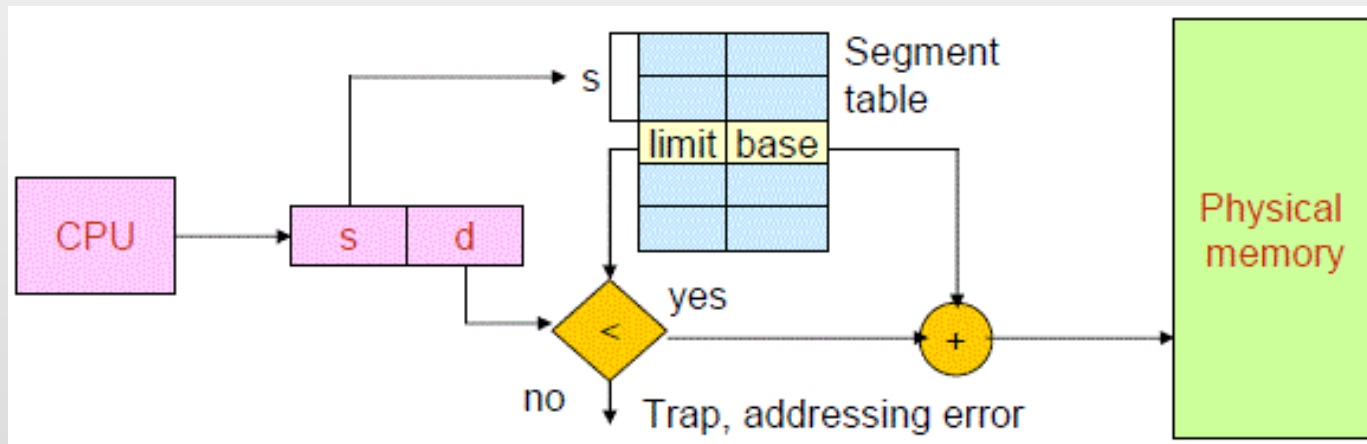 Segment
table
s
limit base
CPU
s d
Physical
memory
yes
<
+
no
Trap, addressing error